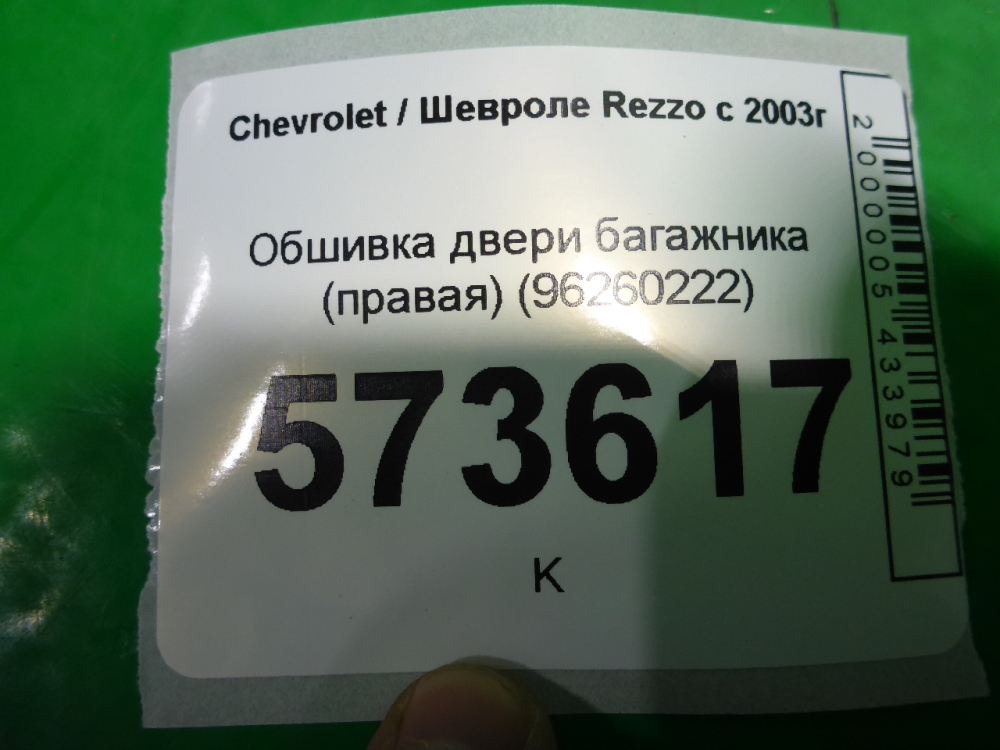 Chevrolet / Шевроле Rezzo с 2003г
Обшивка двери багажника
(правая) (96260222)
573617
К
2000005433979